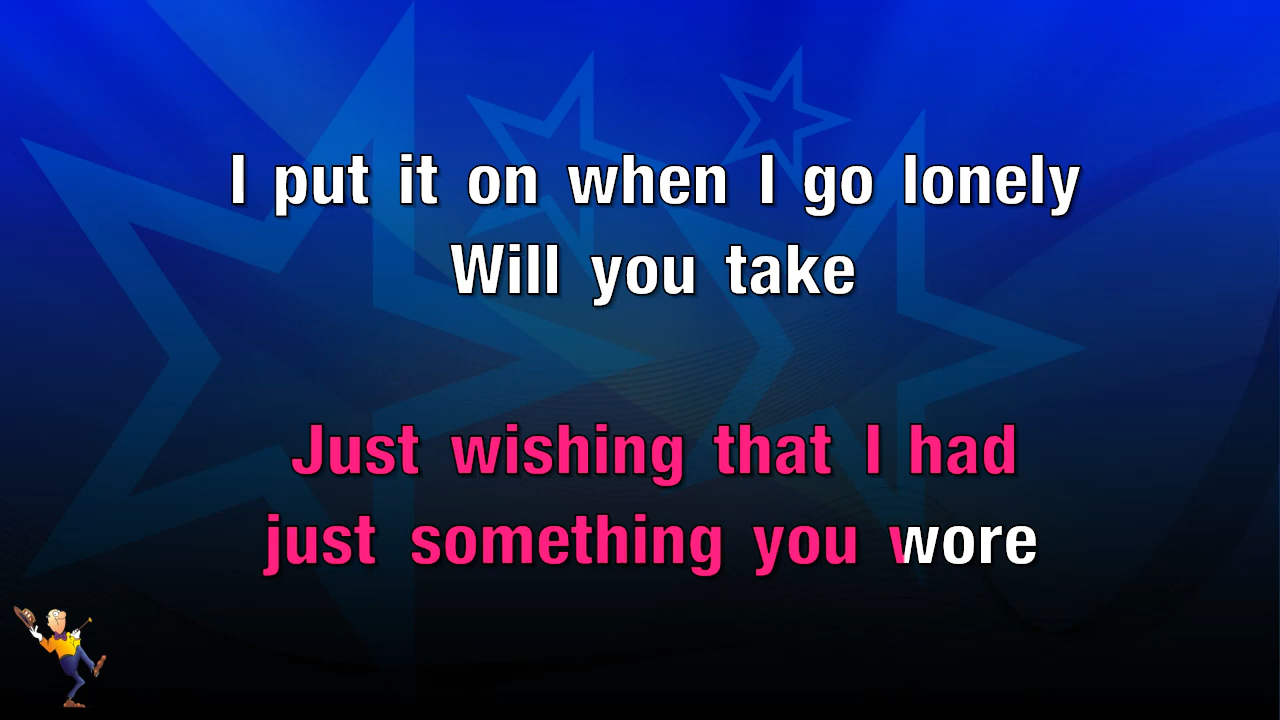 I put it on when I go lonely
Will you take
Just wishing that I had
just something you wore